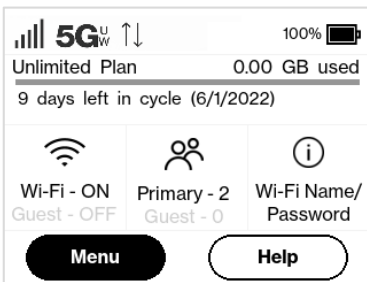 5G UW 100%
Unlimited Plan 0.00 GB used
9 days left in cycle (6/1/2022)
Wi-Fi - ON Primary - 2 Wi-Fi Name/
Guest - OFF Guest - 0 Password
Menu Help